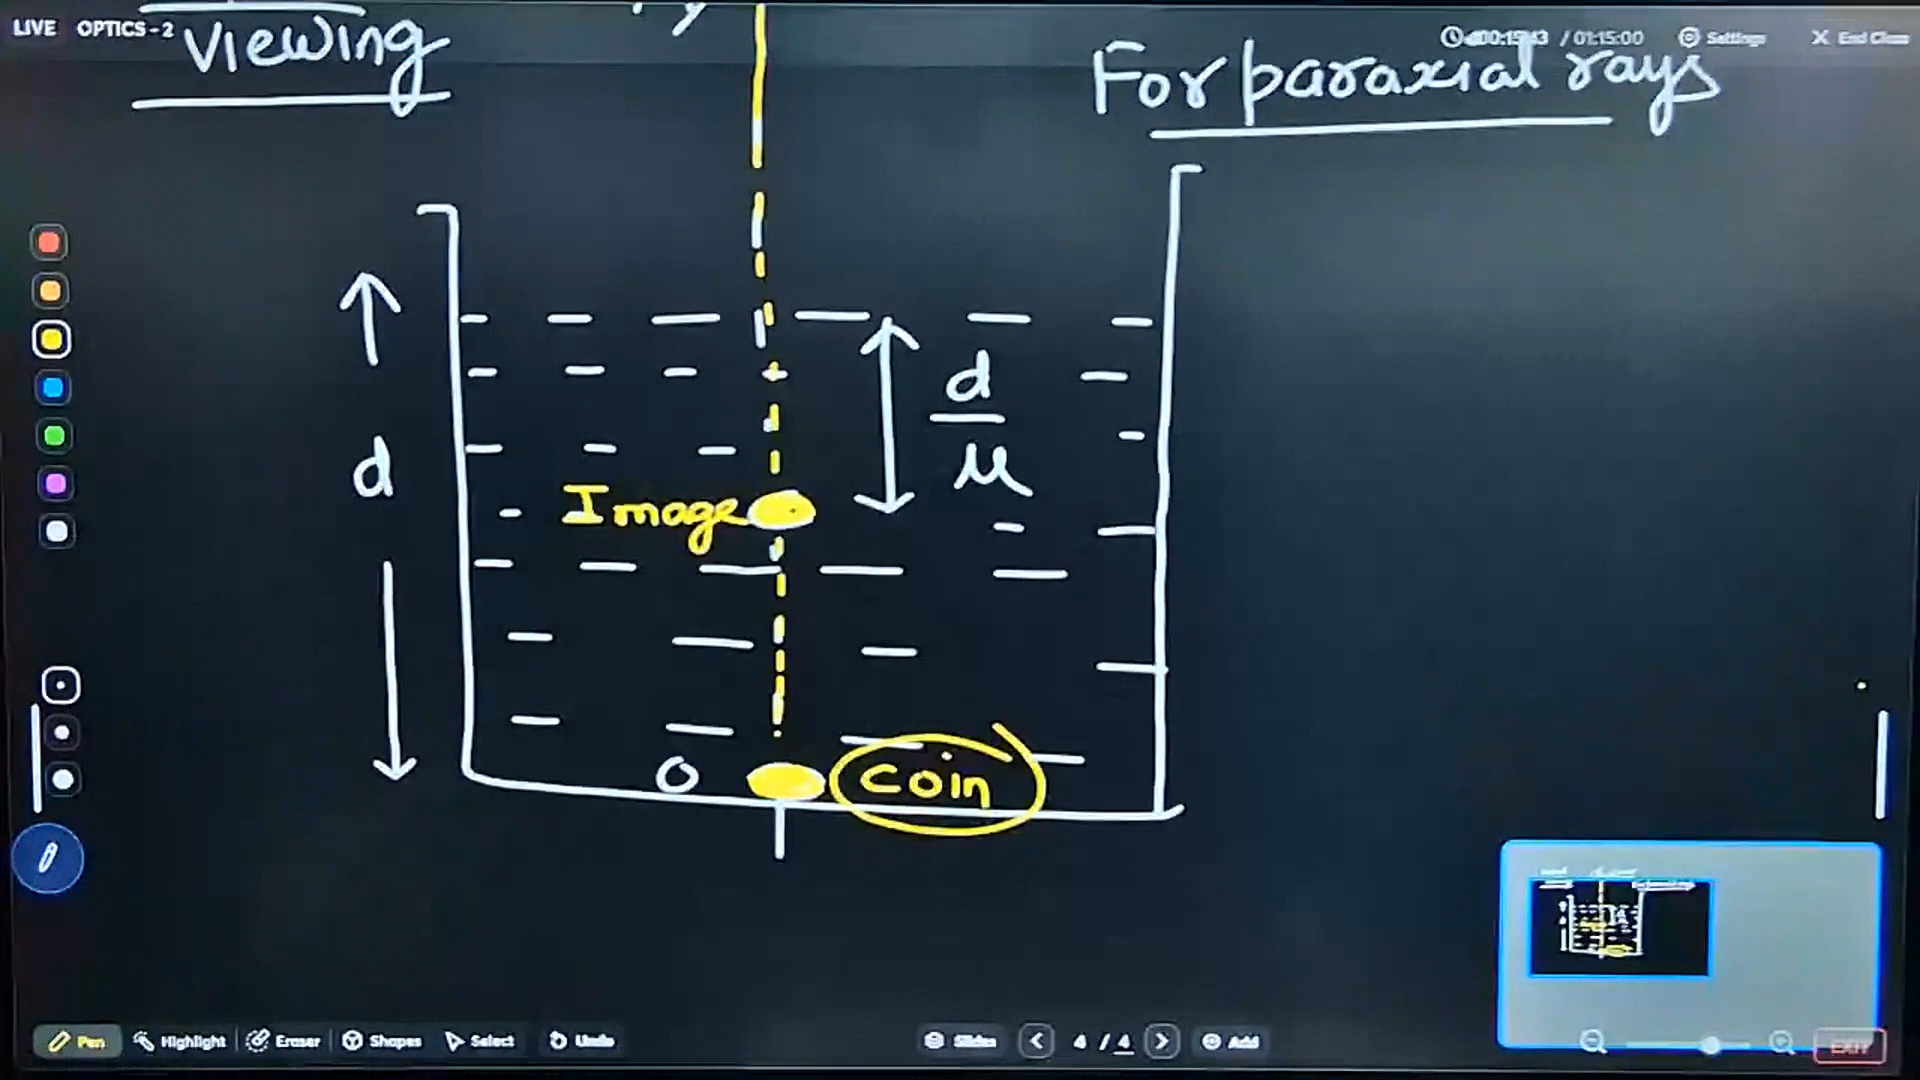 LIVE OPTICS - 2
/ 01:15:00 Settings X End Class
viewing
For paraxial rays
d
d
μ
Image
O coin
Pen Highlight Eraser Shapes Select Undo
Slides < 4 / 4 > Add
EXIT